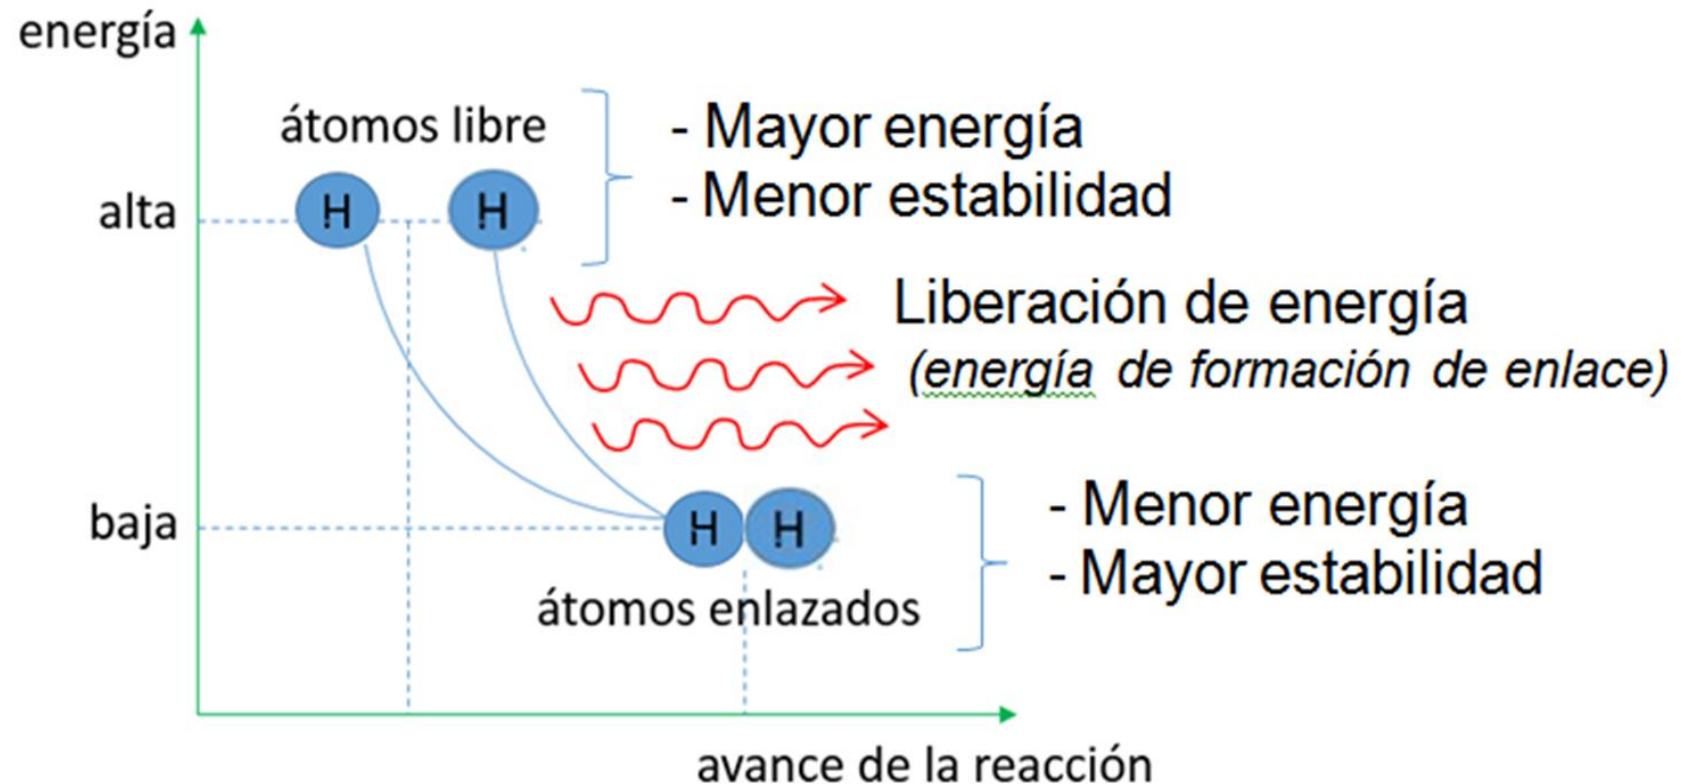 energía
átomos libre
- Mayor energía
- Menor estabilidad
alta
H
H
Liberación de energía
(energía de formación de enlace)
baja
H
H
- Menor energía
- Mayor estabilidad
átomos enlazados
avance de la reacción